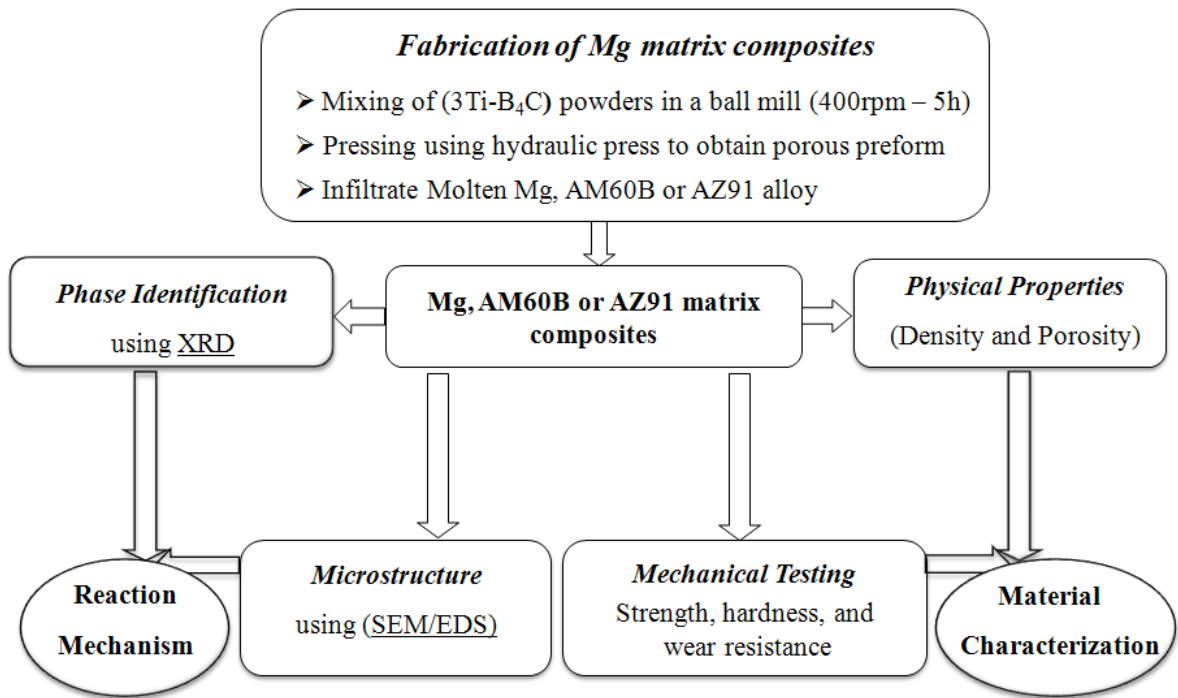 Fabrication of Mg matrix composites
➤ Mixing of (3Ti-B₄C) powders in a ball mill (400rpm – 5h)
➤ Pressing using hydraulic press to obtain porous preform
➤ Infiltrate Molten Mg, AM60B or AZ91 alloy
Phase Identification
using XRD
Mg, AM60B or AZ91 matrix
composites
Physical Properties
(Density and Porosity)
Reaction
Mechanism
Microstructure
using (SEM/EDS)
Mechanical Testing
Strength, hardness, and
wear resistance
Material
Characterization